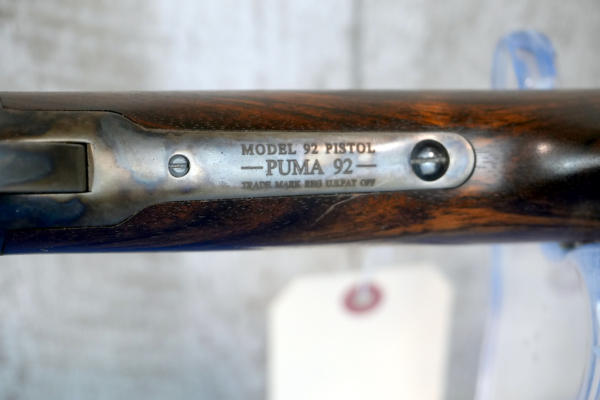 MODEL 92 PISTOL
— PUMA 92 —
TRADE MARK REG U.S.PAT OFF